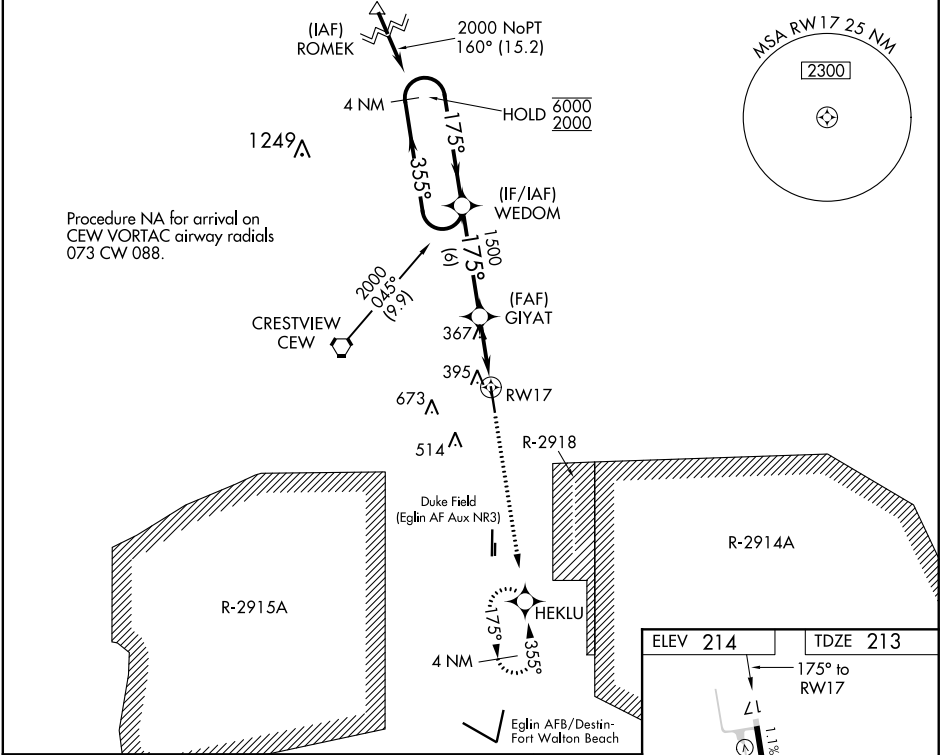 (IAF)
ROMEK
2000 NoPT
160° (15.2)
MSA RW17 25 NM
2300
4 NM
HOLD
6000
2000
175°
355°
1249
(IF/IAF)
WEDOM
Procedure NA for arrival on
CEW VORTAC airway radials
073 CW 088.
1500
175°
(6)
2000
045°
(9.9)
CRESTVIEW
CEW
(FAF)
GIYAT
367
395
RW17
673
514
R-2918
Duke Field
(Eglin AF Aux NR3)
R-2914A
R-2915A
HEKLU
175°
355°
4 NM
Eglin AFB/Destin-
Fort Walton Beach
ELEV 214
TDZE 213
175° to
RW17
17
1.1%